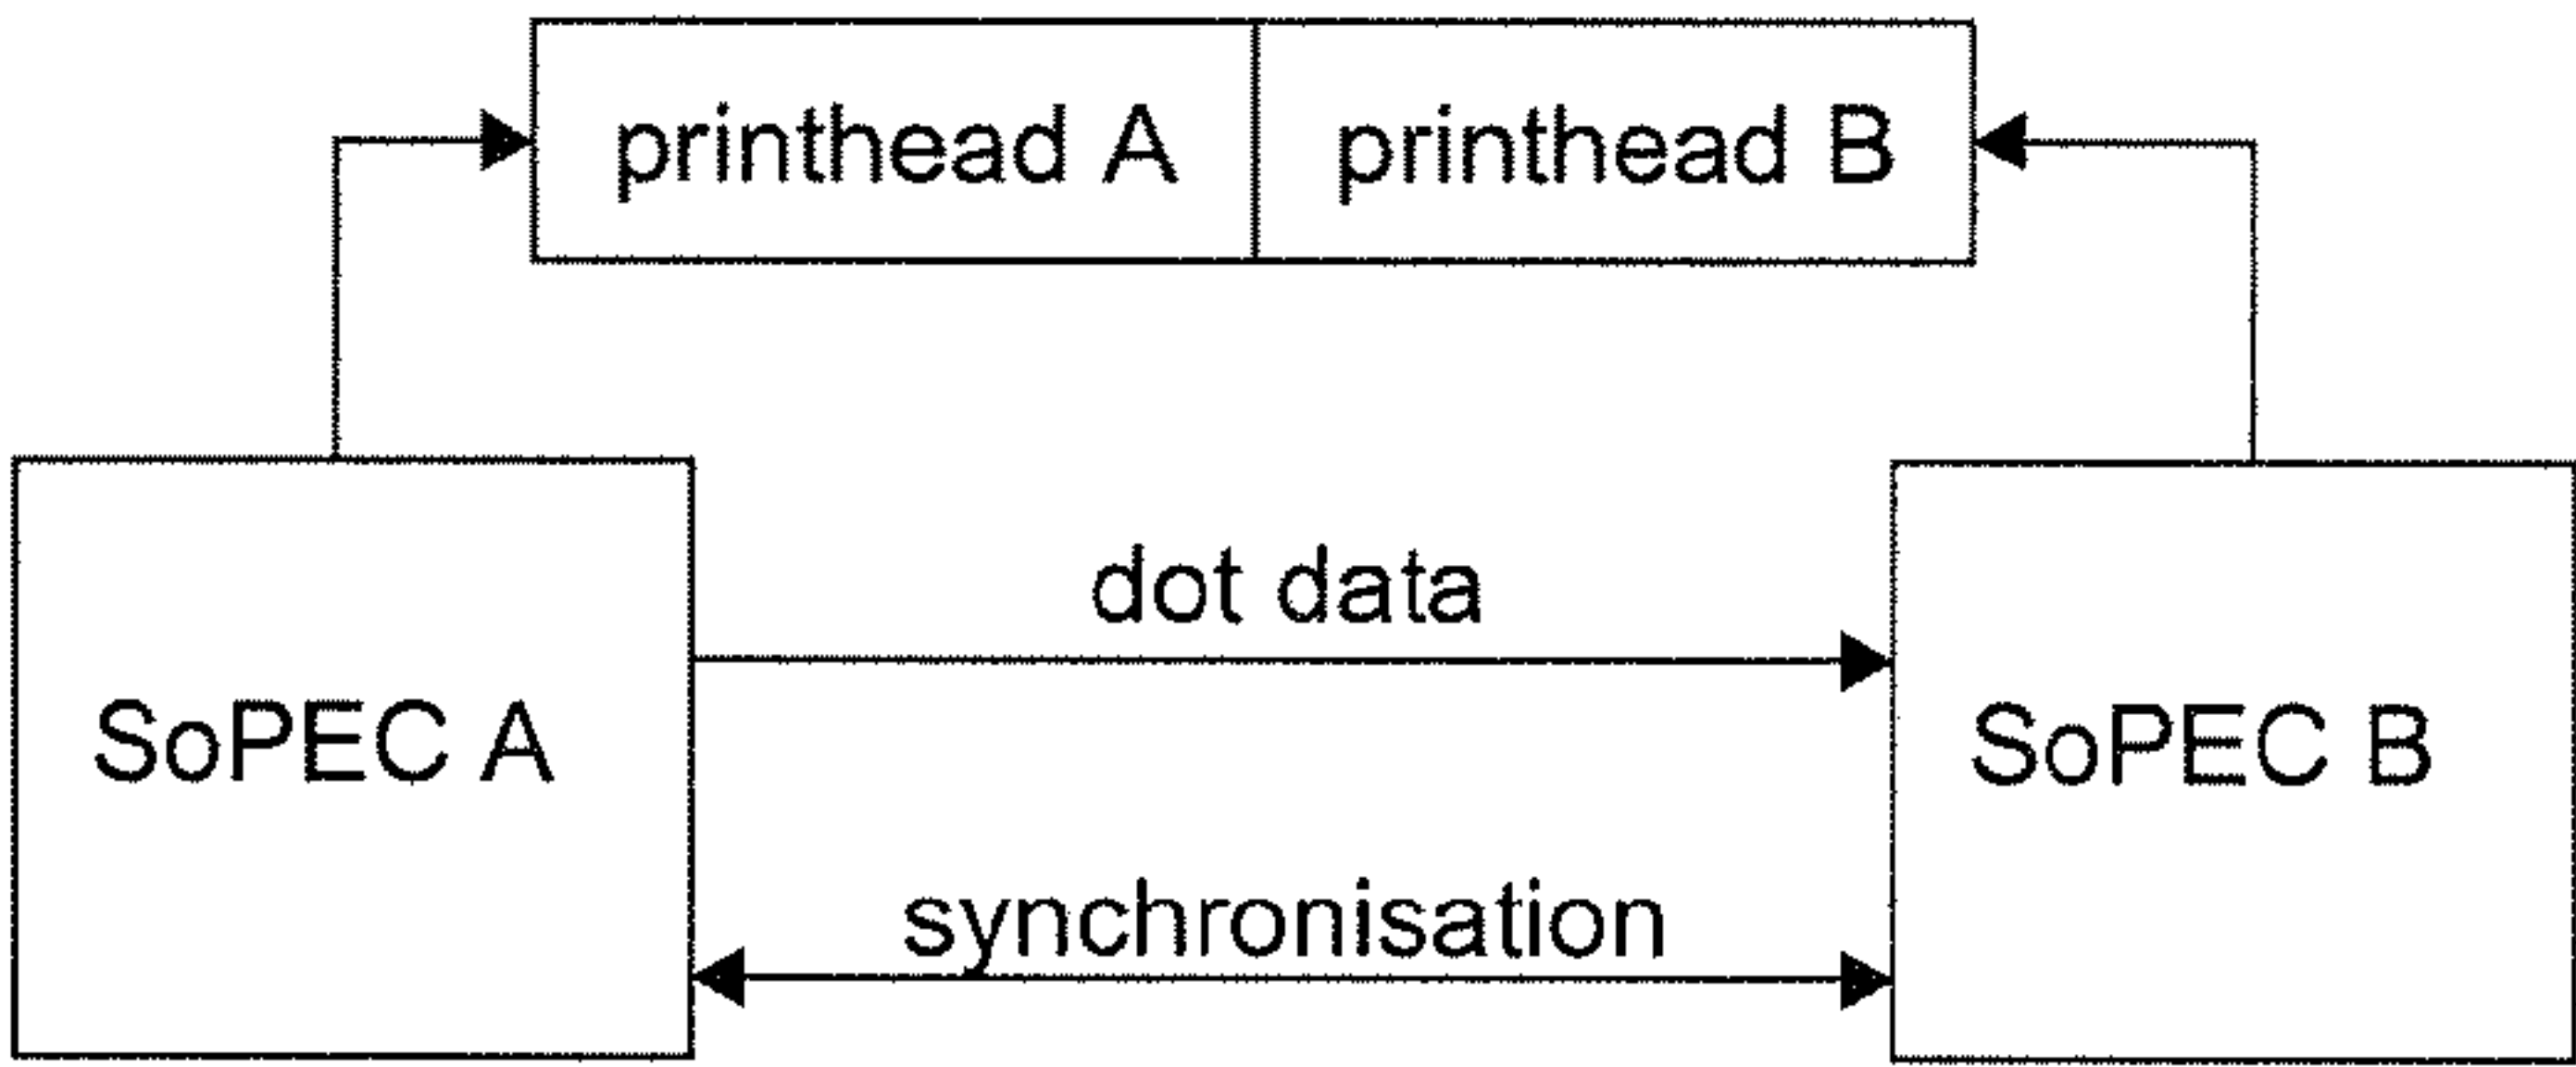 printhead A
printhead B
dot data
SoPEC A
SoPEC B
synchronisation